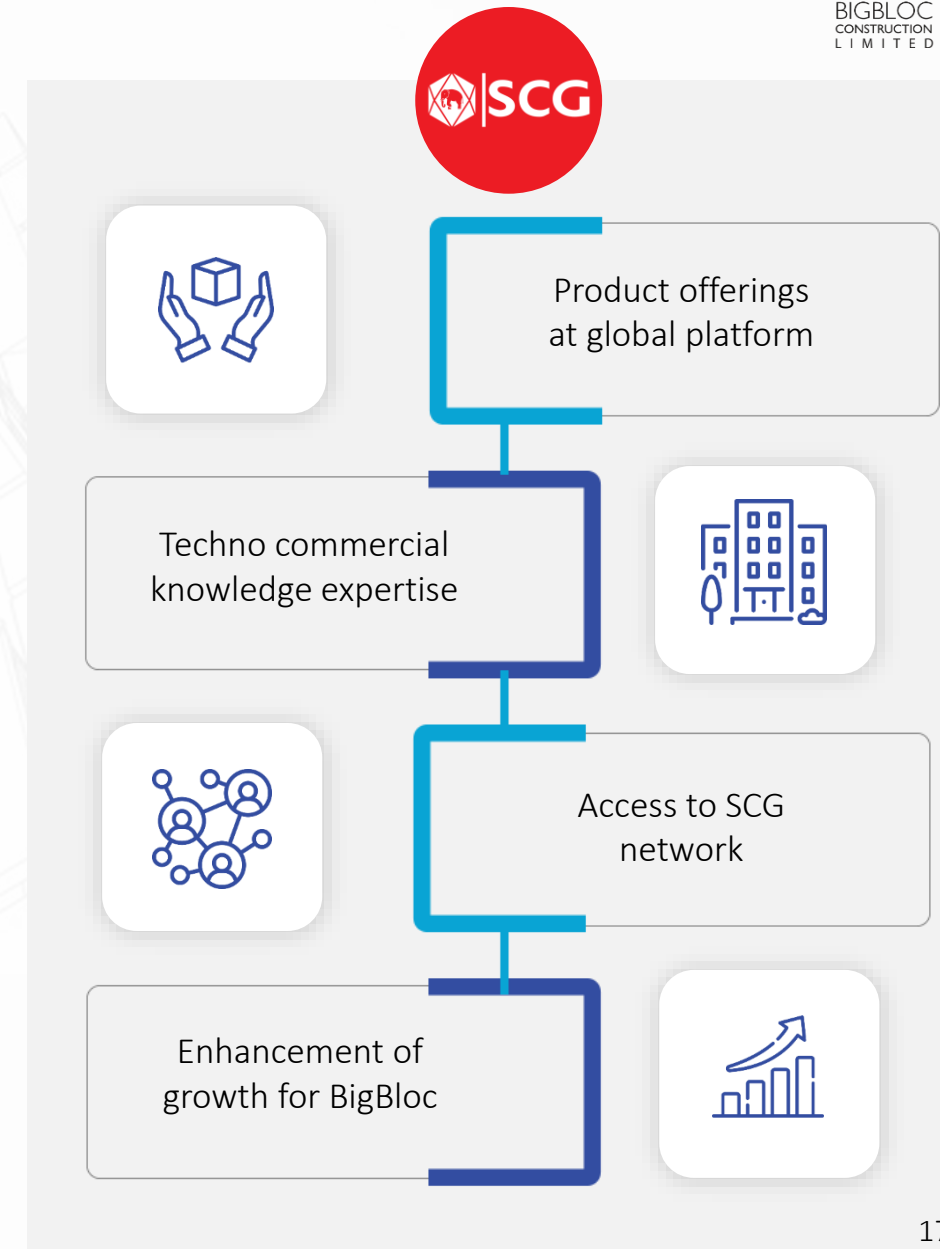 BIGBLOC
CONSTRUCTION
LIMITED
SCG
Product offerings
at global platform
Techno commercial
knowledge expertise
Access to SCG
network
Enhancement of
growth for BigBloc
17